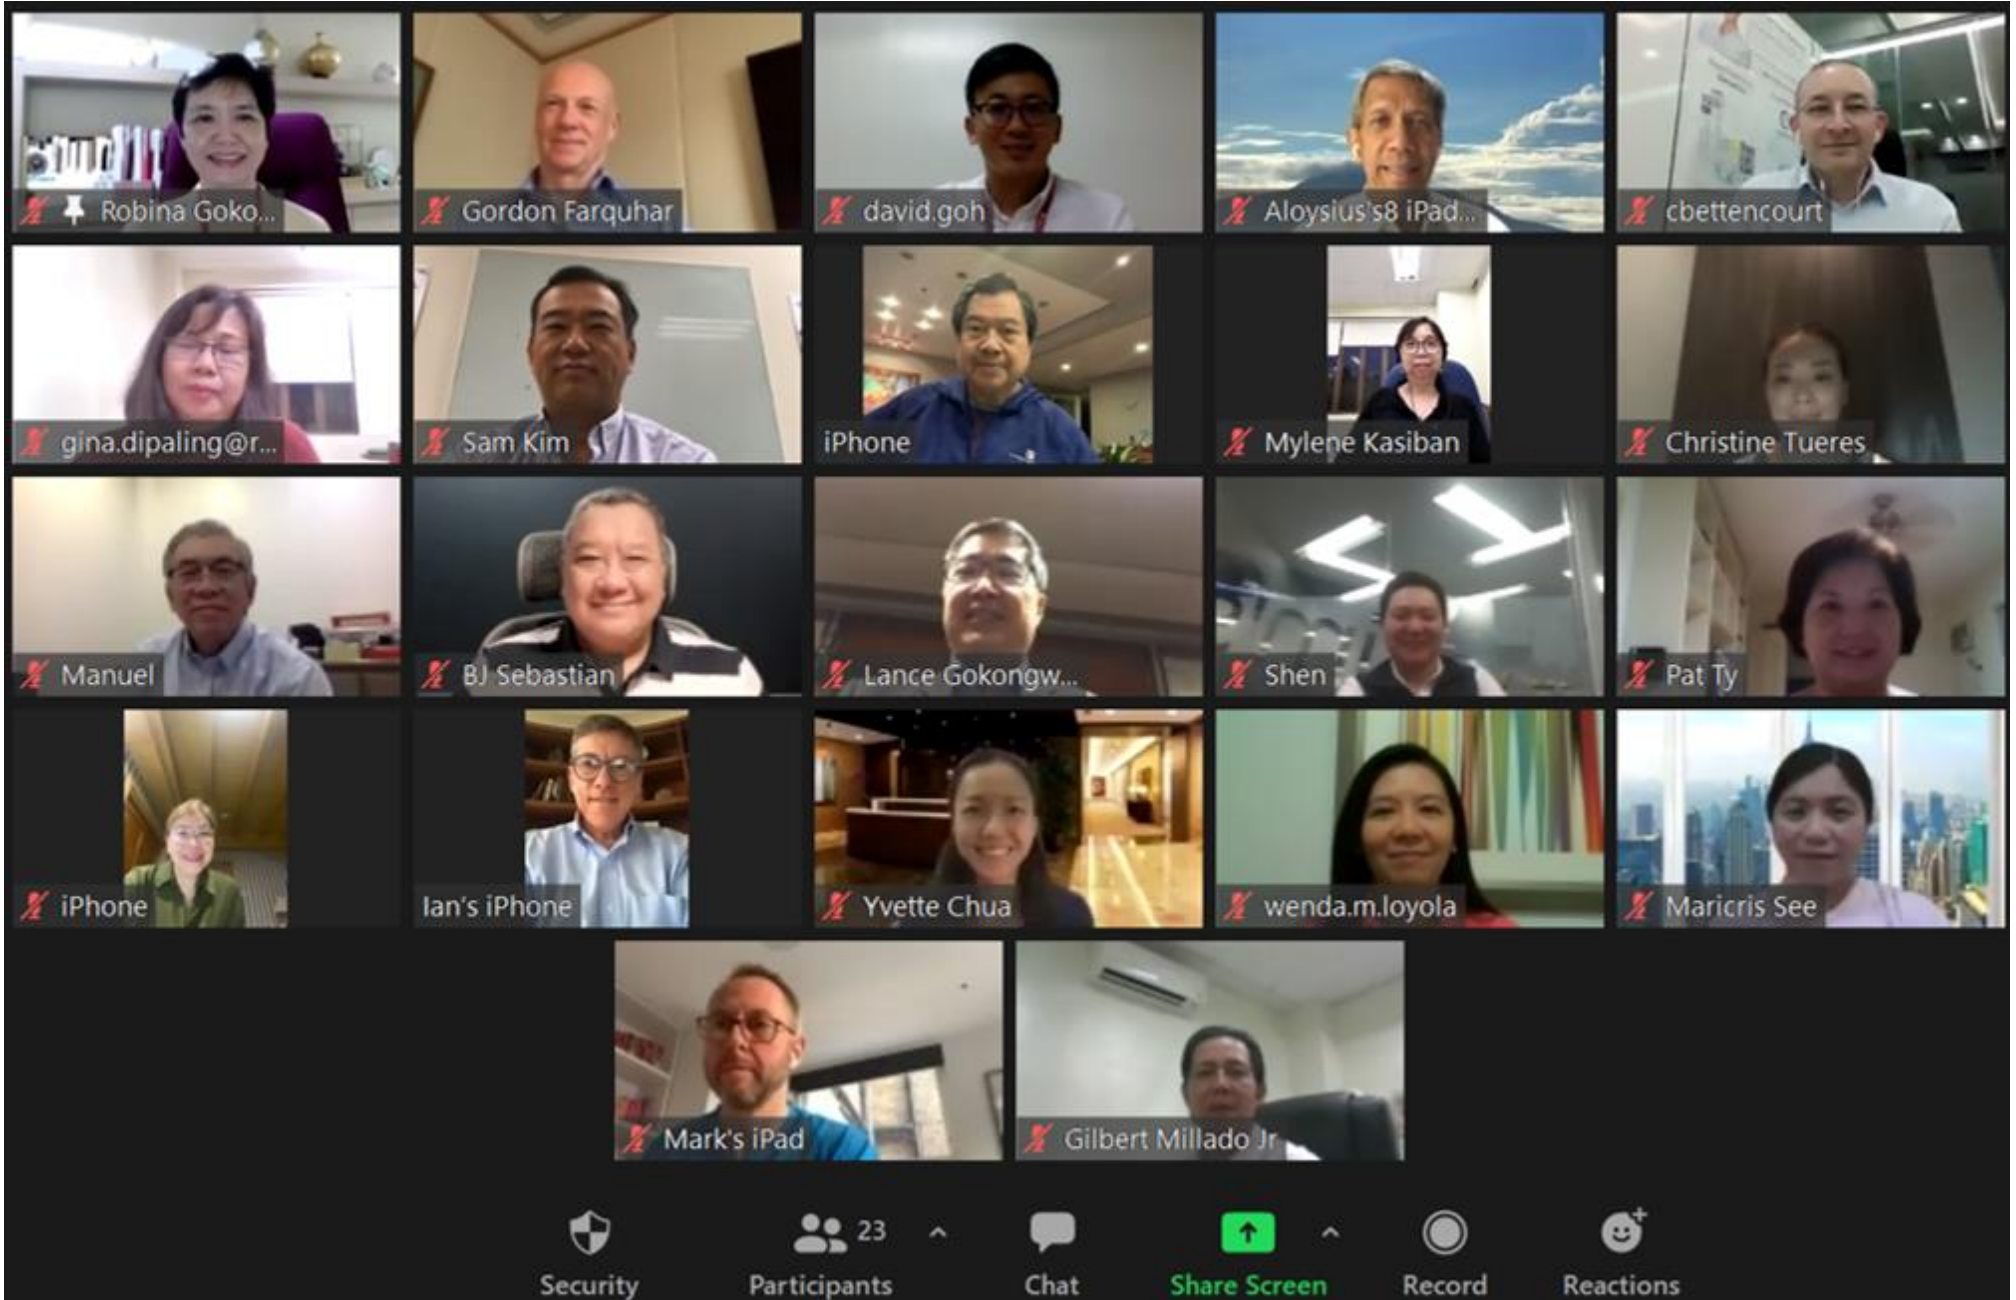 Robina Goko...
Gordon Farquhar
david.goh
Aloysius's8 iPad...
cbettencourt
gina.dipaling@r...
Sam Kim
iPhone
Mylene Kasiban
Christine Tueres
Manuel
BJ Sebastian
Lance Gokongw...
Shen
Pat Ty
iPhone
Ian's iPhone
Yvette Chua
wenda.m.loyola
Maricris See
Mark's iPad
Gilbert Millado Jr
23
Security
Participants
Chat
Share Screen
Record
Reactions